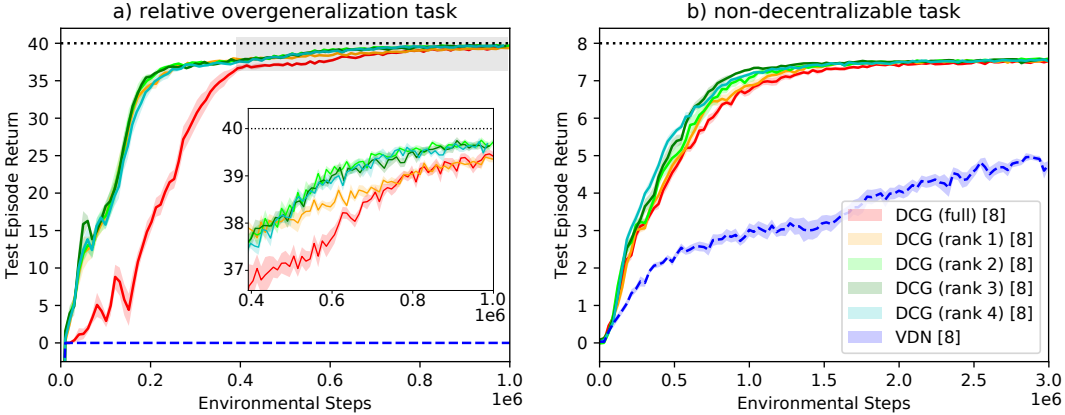 a) relative overgeneralization task
40
35
30
25
20
15
10
5
0
Test Episode Return
40
39
38
37
0.4
0.6
0.8
1.0
1e6
0.0
0.2
0.4
0.6
0.8
1.0
1e6
Environmental Steps
b) non-decentralizable task
8
7
6
5
4
3
2
1
0
Test Episode Return
DCG (full) [8]
DCG (rank 1) [8]
DCG (rank 2) [8]
DCG (rank 3) [8]
DCG (rank 4) [8]
VDN [8]
0.0
0.5
1.0
1.5
2.0
2.5
3.0
1e6
Environmental Steps